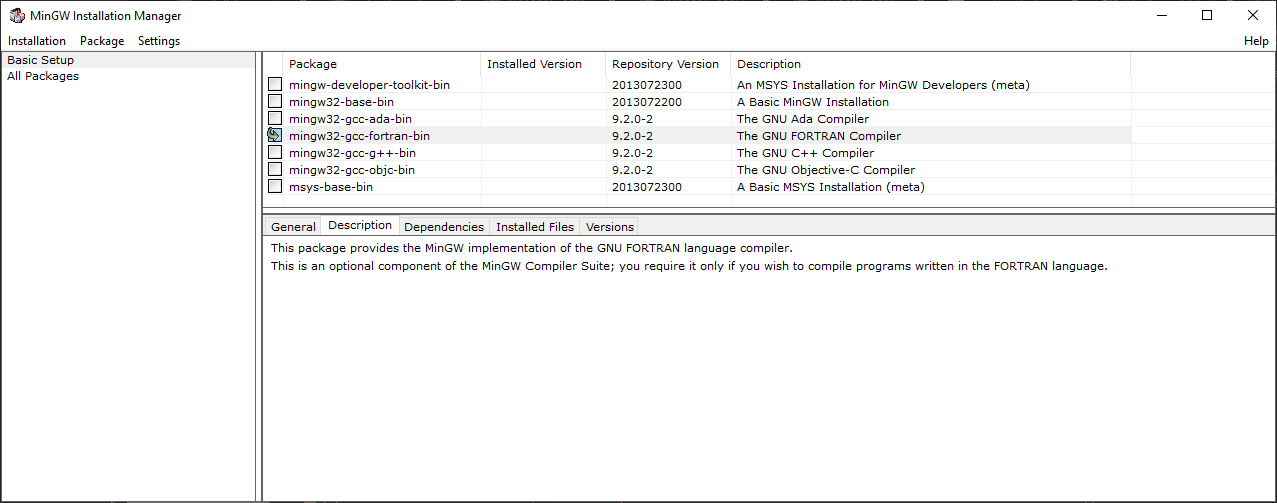 MinGW Installation Manager
Installation Package Settings Help
Basic Setup
All Packages
Package Installed Version Repository Version Description
mingw-developer-toolkit-bin 2013072300 An MSYS Installation for MinGW Developers (meta)
mingw32-base-bin 2013072200 A Basic MinGW Installation
mingw32-gcc-ada-bin 9.2.0-2 The GNU Ada Compiler
mingw32-gcc-fortran-bin 9.2.0-2 The GNU FORTRAN Compiler
mingw32-gcc-g++-bin 9.2.0-2 The GNU C++ Compiler
mingw32-gcc-objc-bin 9.2.0-2 The GNU Objective-C Compiler
msys-base-bin 2013072300 A Basic MSYS Installation (meta)
General Description Dependencies Installed Files Versions
This package provides the MinGW implementation of the GNU FORTRAN language compiler.
This is an optional component of the MinGW Compiler Suite; you require it only if you wish to compile programs written in the FORTRAN language.